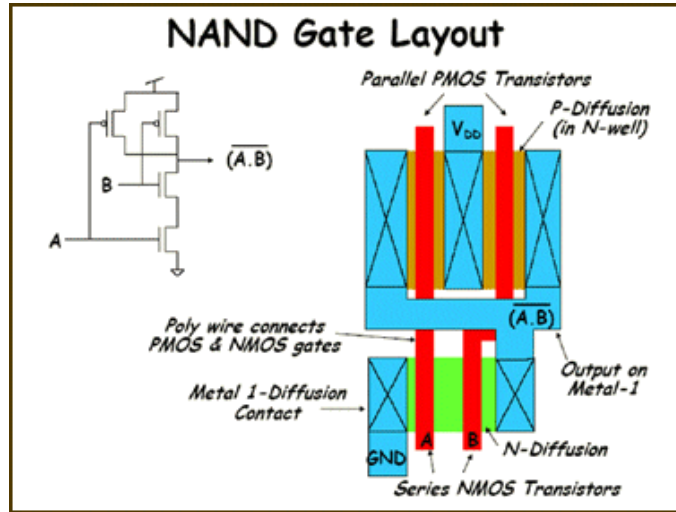 NAND Gate Layout
Parallel PMOS Transistors
P-Diffusion
(in N-well)
VDD
(A.B)
B
A
(A.B)
Poly wire connects
PMOS & NMOS gates
Output on
Metal-1
Metal 1-Diffusion
Contact
A
B
N-Diffusion
GND
Series NMOS Transistors